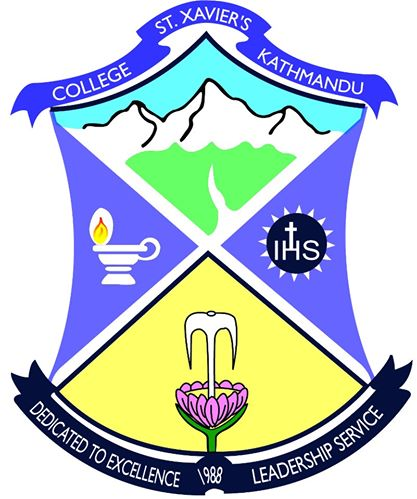 COLLEGE ST. XAVIER'S KATHMANDU
IHS
DEDICATED TO EXCELLENCE 1988 LEADERSHIP SERVICE